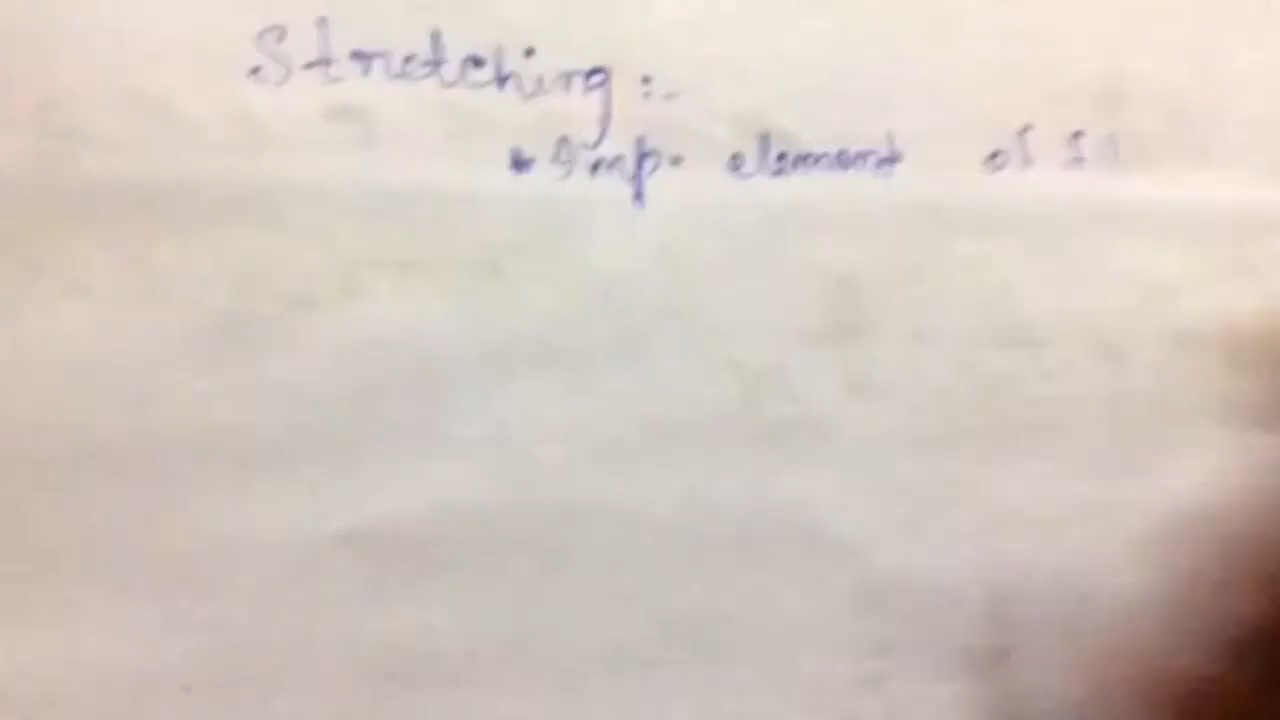 Stretching :-
* Imp. element of